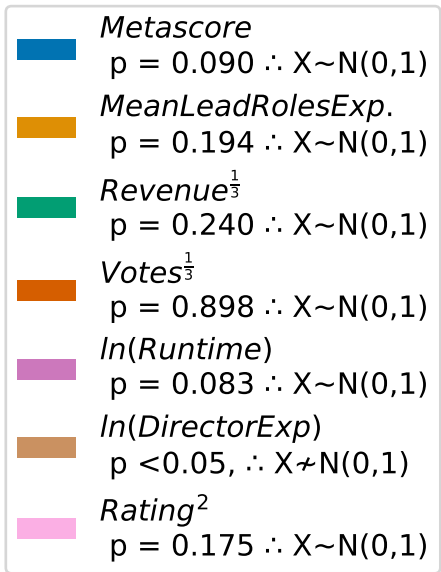 Metascore
p = 0.090 ∴ X~N(0,1)
MeanLeadRolesExp.
p = 0.194 ∴ X~N(0,1)
Revenue^{1/3}
p = 0.240 ∴ X~N(0,1)
Votes^{1/3}
p = 0.898 ∴ X~N(0,1)
ln(Runtime)
p = 0.083 ∴ X~N(0,1)
ln(DirectorExp)
p <0.05, ∴ X≁N(0,1)
Rating²
p = 0.175 ∴ X~N(0,1)